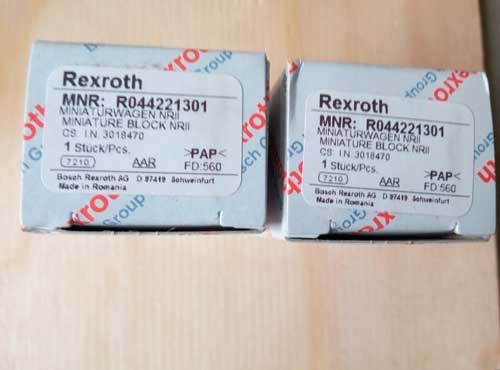 Rexroth
MNR: R044221301
MINIATURWAGEN NRII
MINIATURE BLOCK NRII
CS I.N. 3018470
1 Stück/Pcs. >PAP<
7210 AAR FD:560
Bosch Rexroth AG D-97419 Schweinfurt
Made in Romania
Rexroth
MNR: R044221301
MINIATURWAGEN NRII
MINIATURE BLOCK NRII
CS I.N. 3018470
1 Stück/Pcs. >PAP<
7210 AAR FD:560
Bosch Rexroth AG D-97419 Schweinfurt
Made in Romania
Group
Group